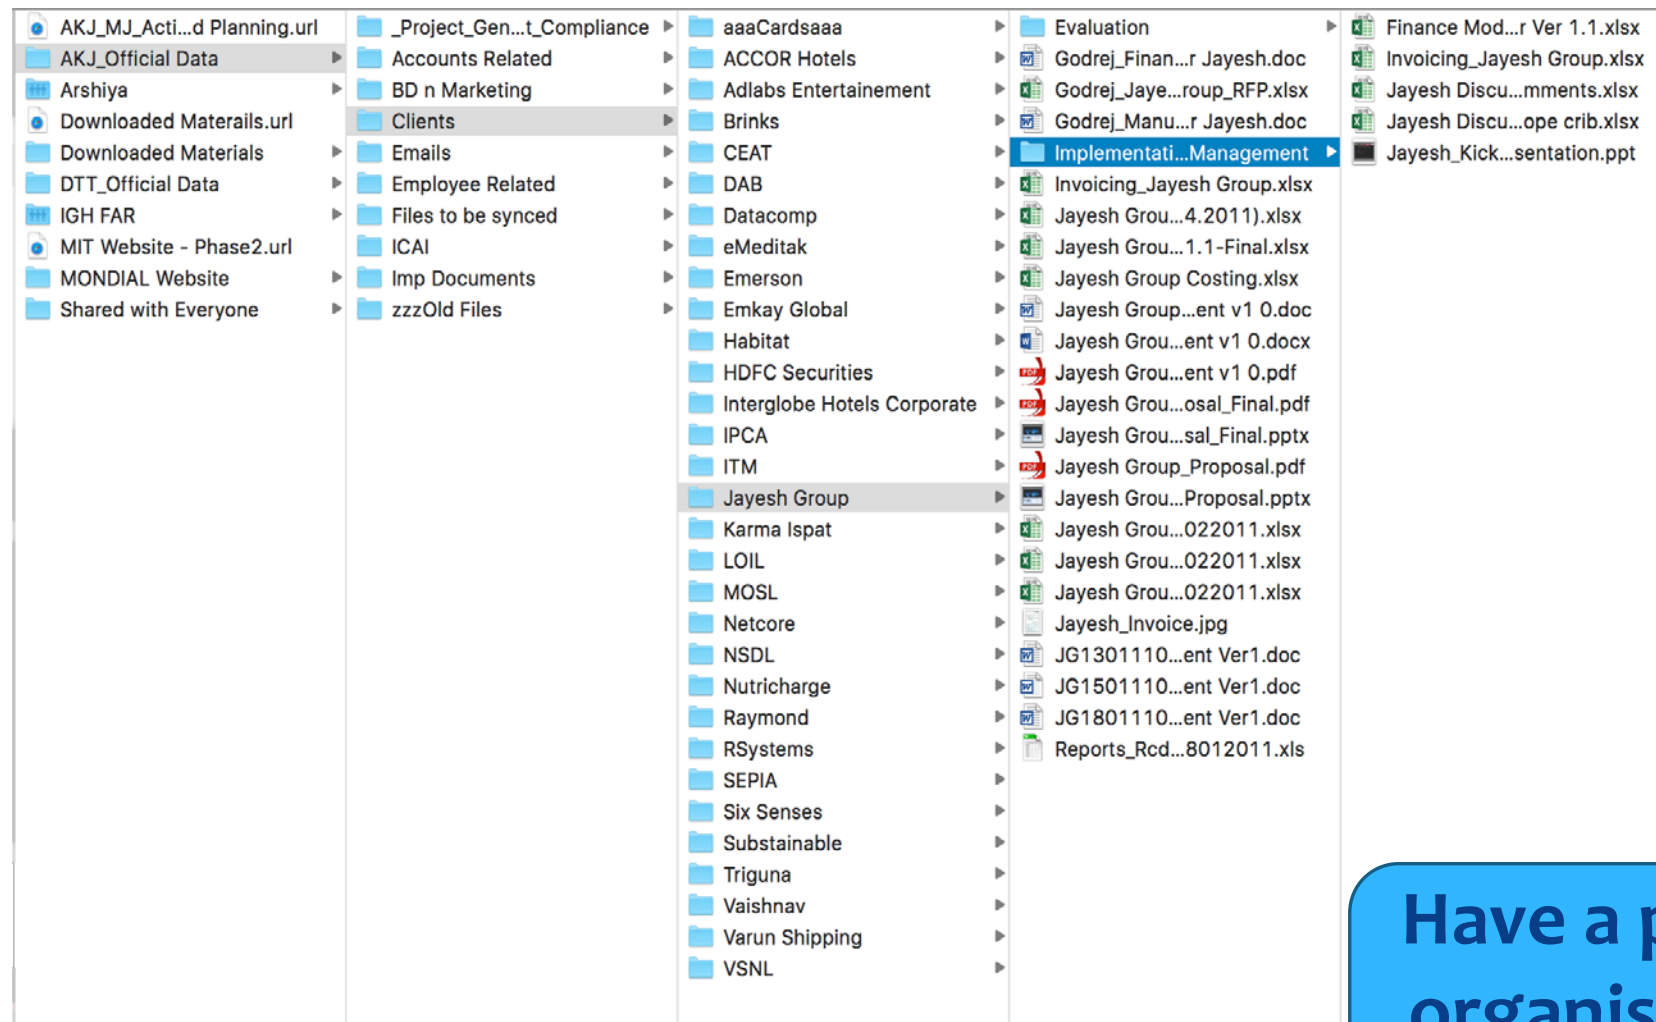 AKJ_MJ_Acti...d Planning.url
AKJ_Official Data
Arshiya
Downloaded Materails.url
Downloaded Materials
DTT_Official Data
IGH FAR
MIT Website - Phase2.url
MONDIAL Website
Shared with Everyone
_Project_Gen...t_Compliance
Accounts Related
BD n Marketing
Clients
Emails
Employee Related
Files to be synced
ICAI
Imp Documents
zzzOld Files
aaaCardsaaa
ACCOR Hotels
Adlabs Entertainement
Brinks
CEAT
DAB
Datacomp
eMeditak
Emerson
Emkay Global
Habitat
HDFC Securities
Interglobe Hotels Corporate
IPCA
ITM
Jayesh Group
Karma Ispat
LOIL
MOSL
Netcore
NSDL
Nutricharge
Raymond
RSystems
SEPIA
Six Senses
Substainable
Triguna
Vaishnav
Varun Shipping
VSNL
Evaluation
Godrej_Finan...r Jayesh.doc
Godrej_Jaye...roup_RFP.xlsx
Godrej_Manu...r Jayesh.doc
Implementati...Management
Invoicing_Jayesh Group.xlsx
Jayesh Grou...4.2011).xlsx
Jayesh Grou...1.1-Final.xlsx
Jayesh Group Costing.xlsx
Jayesh Group...ent v1 0.doc
Jayesh Grou...ent v1 0.docx
Jayesh Grou...ent v1 0.pdf
Jayesh Grou...osal_Final.pdf
Jayesh Grou...sal_Final.pptx
Jayesh Group_Proposal.pdf
Jayesh Grou...Proposal.pptx
Jayesh Grou...022011.xlsx
Jayesh Grou...022011.xlsx
Jayesh Grou...022011.xlsx
Jayesh_Invoice.jpg
JG1301110...ent Ver1.doc
JG1501110...ent Ver1.doc
JG1801110...ent Ver1.doc
Reports_Rcd...8012011.xls
Finance Mod...r Ver 1.1.xlsx
Invoicing_Jayesh Group.xlsx
Jayesh Discu...mments.xlsx
Jayesh Discu...ope crib.xlsx
Jayesh_Kick...sentation.ppt
Have a